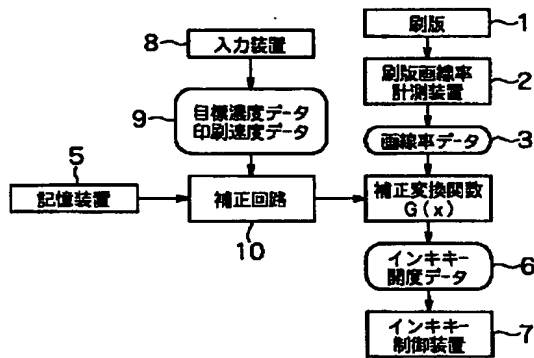 8
入力装置
9
目標濃度データ
印刷速度データ
5
記憶装置
補正回路
10
刷版
1
刷版画線率
計測装置
2
画線率データ
3
補正変換関数
G(x)
インキキー
開度データ
6
インキキー
制御装置
7